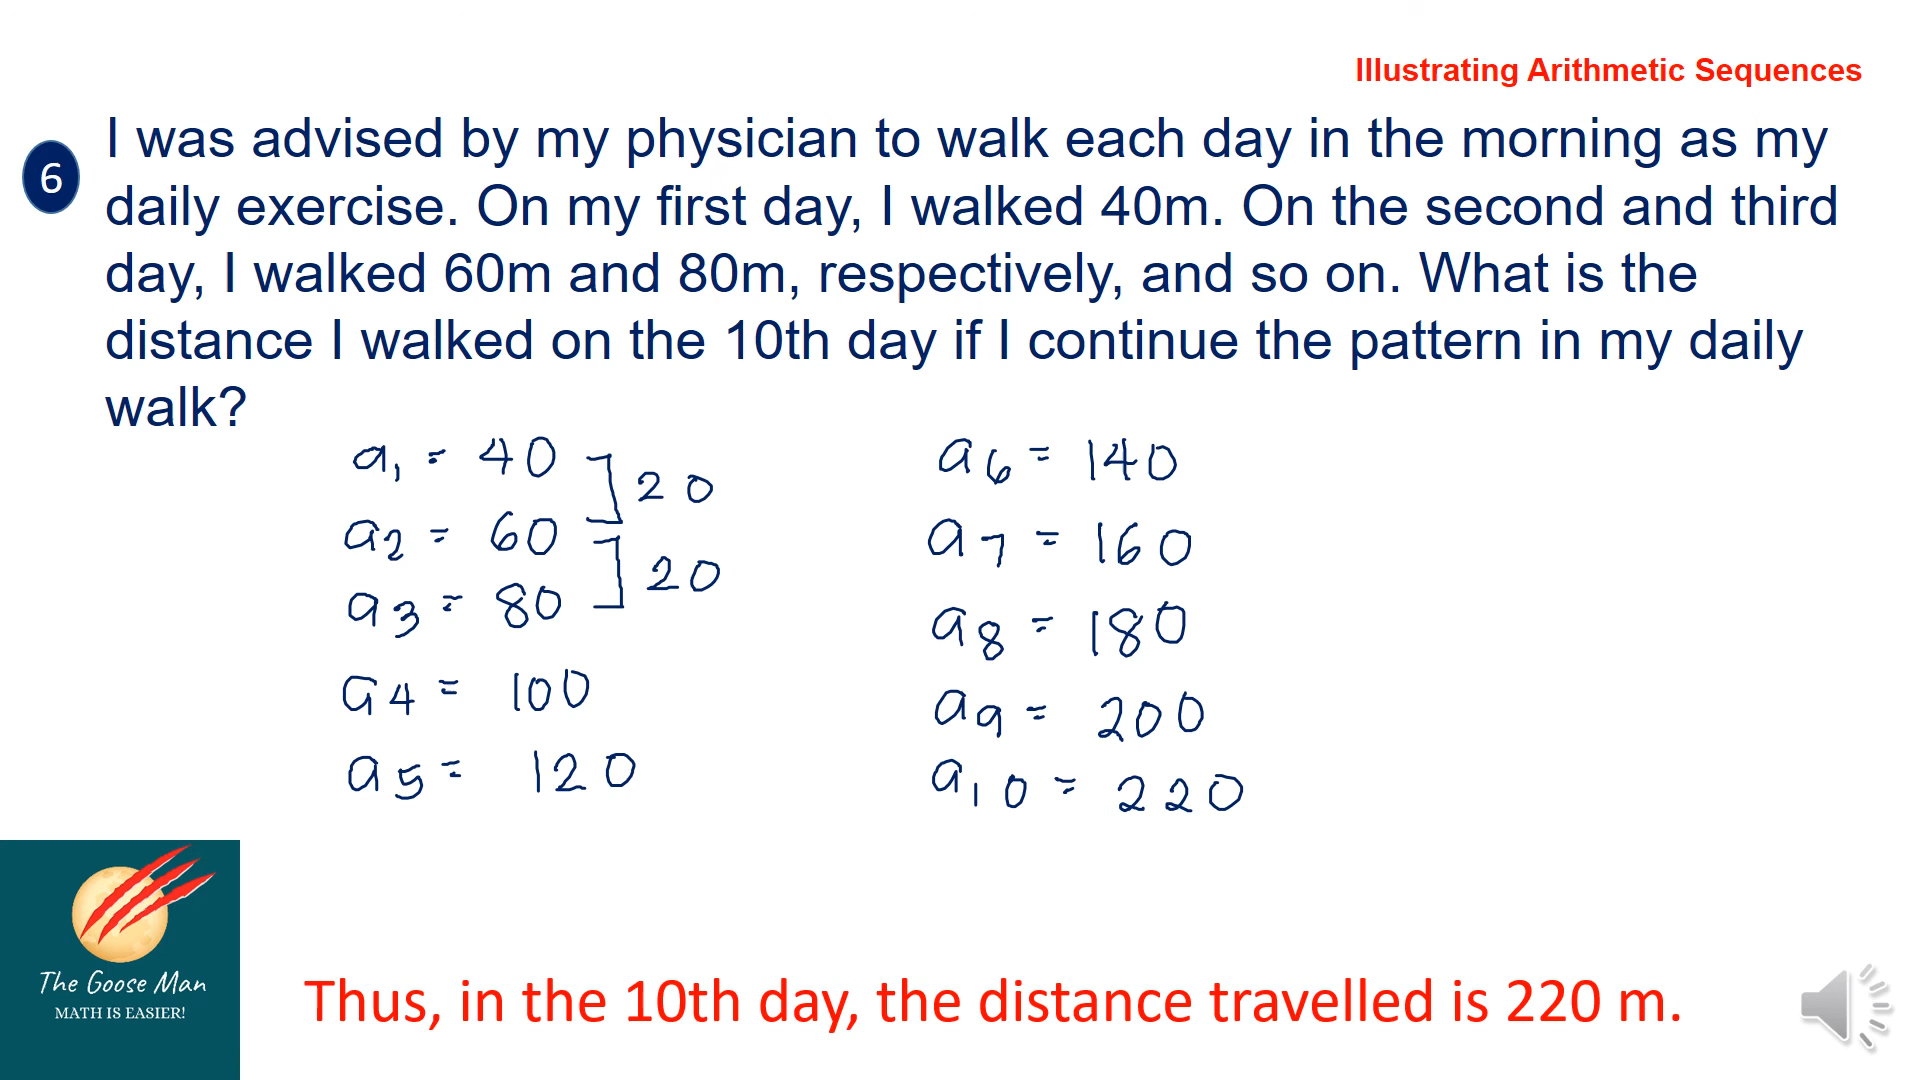 Illustrating Arithmetic Sequences
6
I was advised by my physician to walk each day in the morning as my
daily exercise. On my first day, I walked 40m. On the second and third
day, I walked 60m and 80m, respectively, and so on. What is the
distance I walked on the 10th day if I continue the pattern in my daily
walk?
a₁ = 40
20
a₂ = 60
20
a₃ = 80
a₄ = 100
a₅ = 120
a₆ = 140
a₇ = 160
a₈ = 180
a₉ = 200
a₁₀ = 220
The Goose Man
MATH IS EASIER!
Thus, in the 10th day, the distance travelled is 220 m.